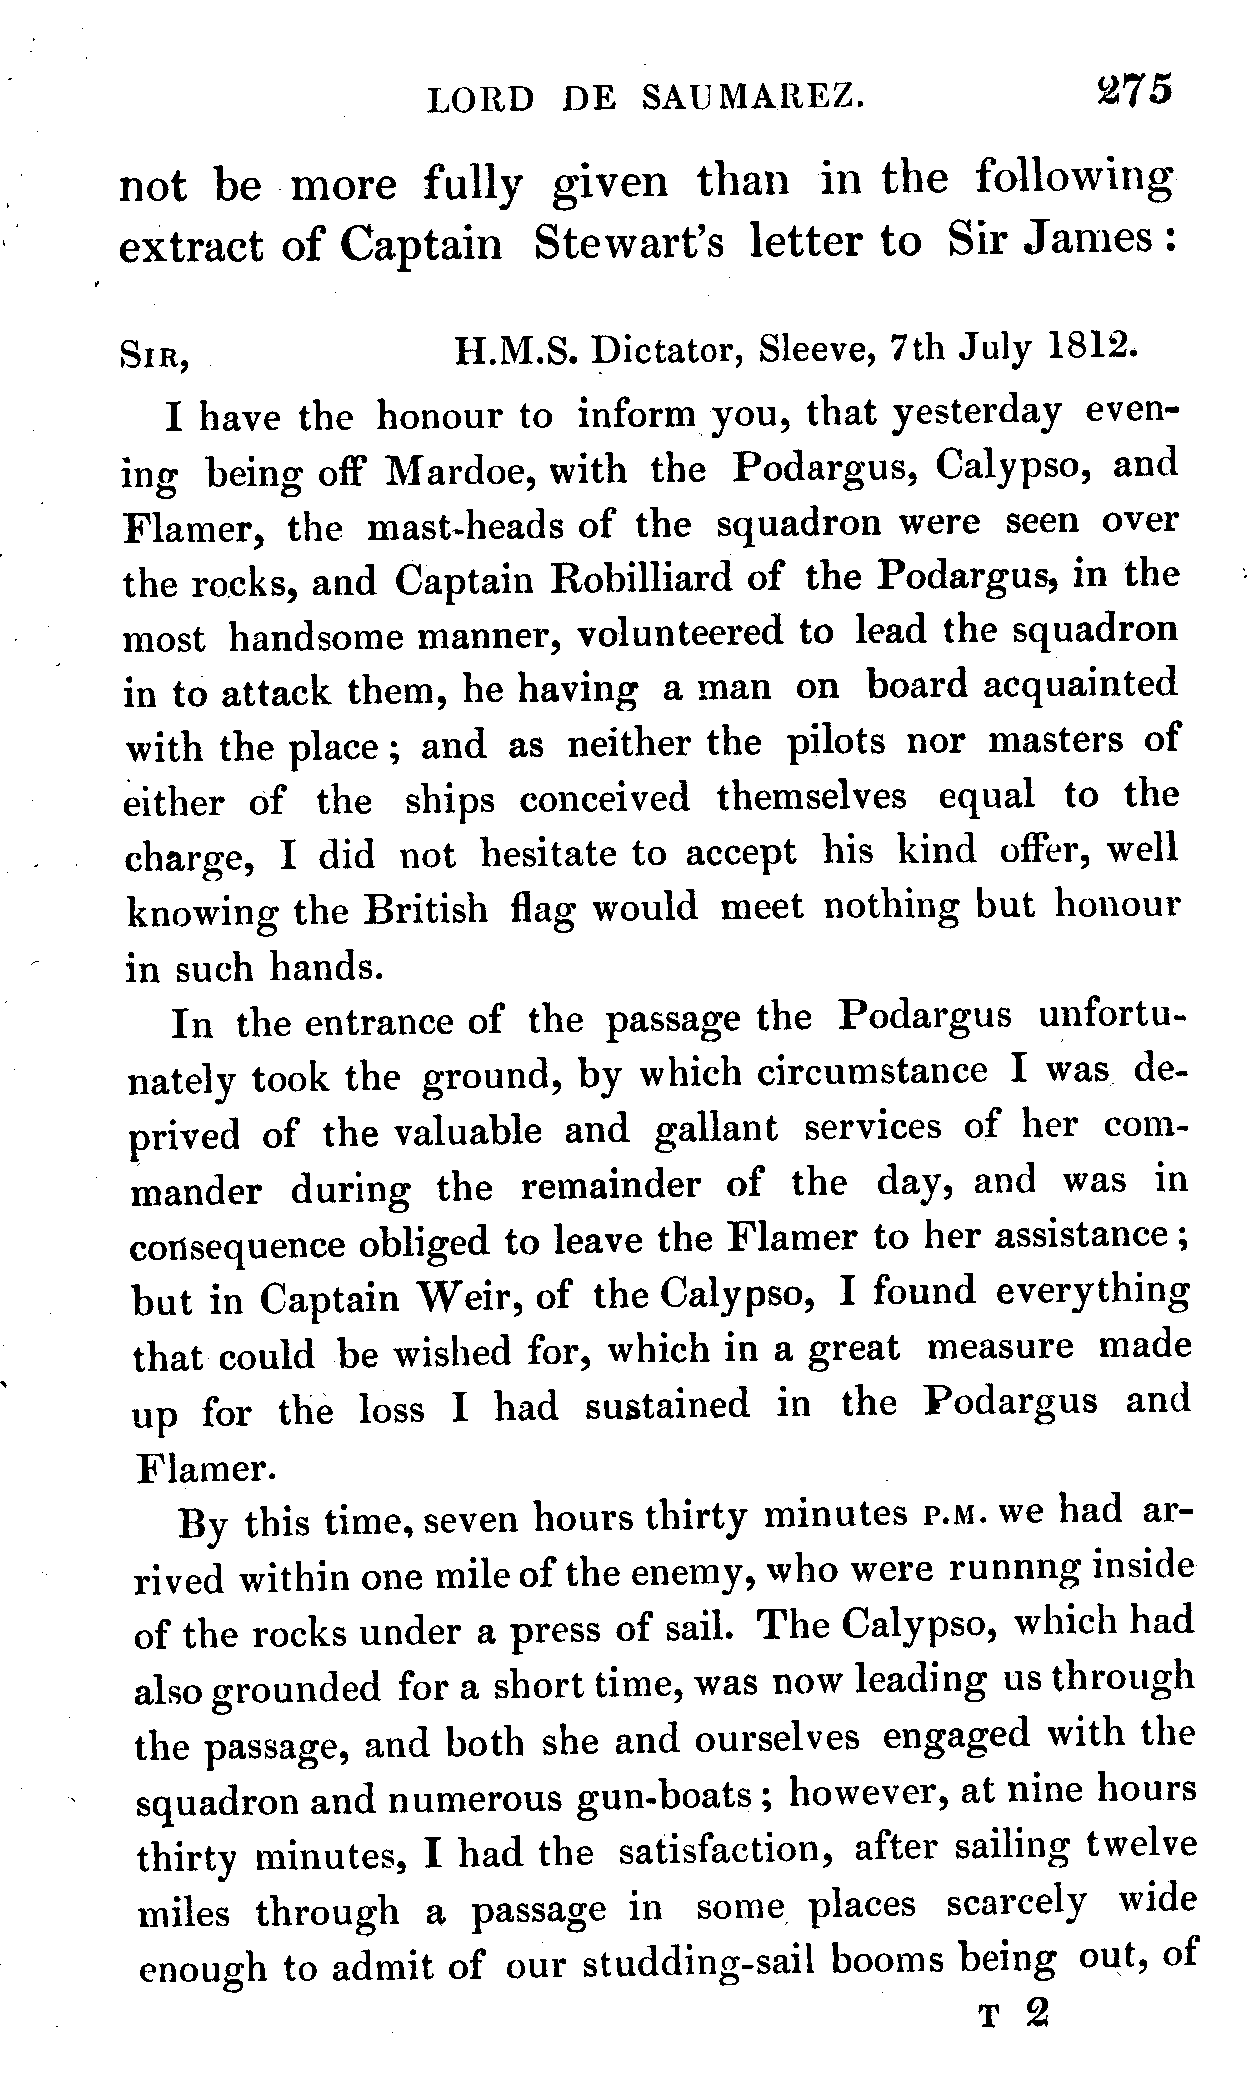 LORD DE SAUMAREZ. 275
not be more fully given than in the following
extract of Captain Stewart's letter to Sir James :
SIR, H.M.S. Dictator, Sleeve, 7th July 1812.
I have the honour to inform you, that yesterday even-
ing being off Mardoe, with the Podargus, Calypso, and
Flamer, the mast-heads of the squadron were seen over
the rocks, and Captain Robilliard of the Podargus, in the
most handsome manner, volunteered to lead the squadron
in to attack them, he having a man on board acquainted
with the place ; and as neither the pilots nor masters of
either of the ships conceived themselves equal to the
charge, I did not hesitate to accept his kind offer, well
knowing the British flag would meet nothing but honour
in such hands.
In the entrance of the passage the Podargus unfortu-
nately took the ground, by which circumstance I was de-
prived of the valuable and gallant services of her com-
mander during the remainder of the day, and was in
consequence obliged to leave the Flamer to her assistance ;
but in Captain Weir, of the Calypso, I found everything
that could be wished for, which in a great measure made
up for the loss I had sustained in the Podargus and
Flamer.
By this time, seven hours thirty minutes P.M. we had ar-
rived within one mile of the enemy, who were runnng inside
of the rocks under a press of sail. The Calypso, which had
also grounded for a short time, was now leading us through
the passage, and both she and ourselves engaged with the
squadron and numerous gun-boats ; however, at nine hours
thirty minutes, I had the satisfaction, after sailing twelve
miles through a passage in some places scarcely wide
enough to admit of our studding-sail booms being out, of
T 2